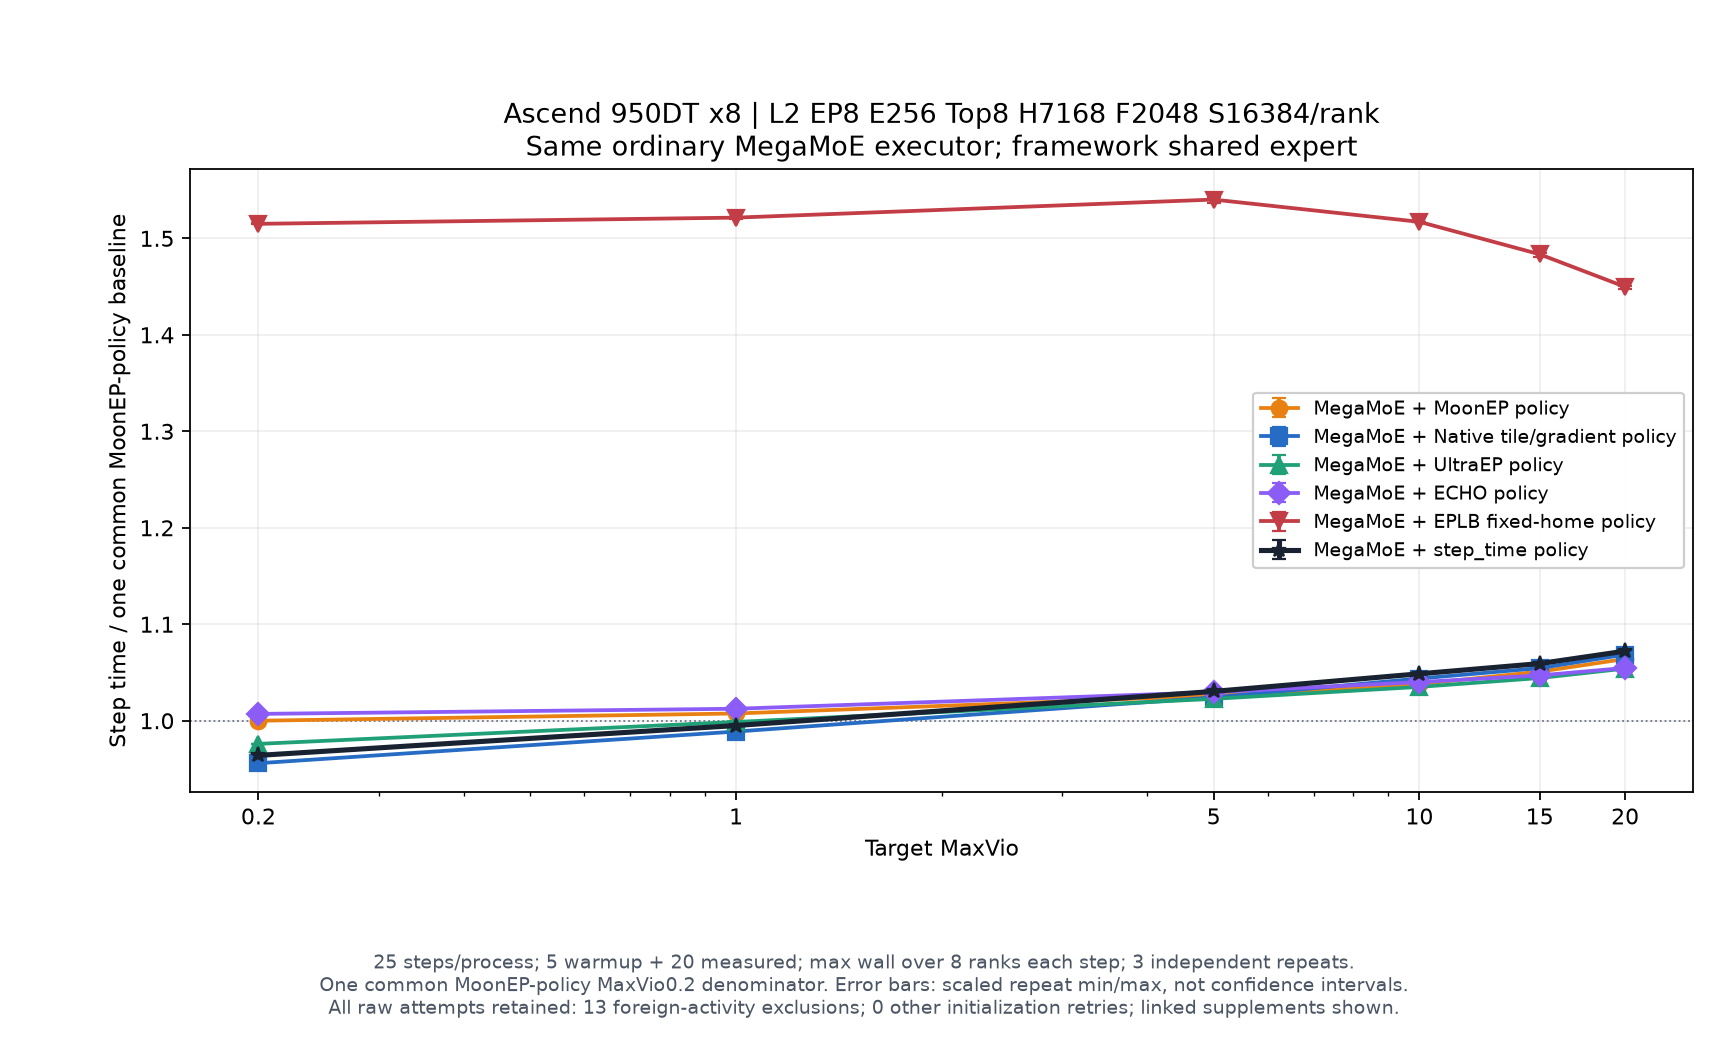 Ascend 950DT x8 | L2 EP8 E256 Top8 H7168 F2048 S16384/rank
Same ordinary MegaMoE executor; framework shared expert
Step time / one common MoonEP-policy baseline
1.5
1.4
1.3
1.2
1.1
1.0
MegaMoE + MoonEP policy
MegaMoE + Native tile/gradient policy
MegaMoE + UltraEP policy
MegaMoE + ECHO policy
MegaMoE + EPLB fixed-home policy
MegaMoE + step_time policy
0.2 1 5 10 15 20
Target MaxVio
25 steps/process; 5 warmup + 20 measured; max wall over 8 ranks each step; 3 independent repeats.
One common MoonEP-policy MaxVio0.2 denominator. Error bars: scaled repeat min/max, not confidence intervals.
All raw attempts retained: 13 foreign-activity exclusions; 0 other initialization retries; linked supplements shown.